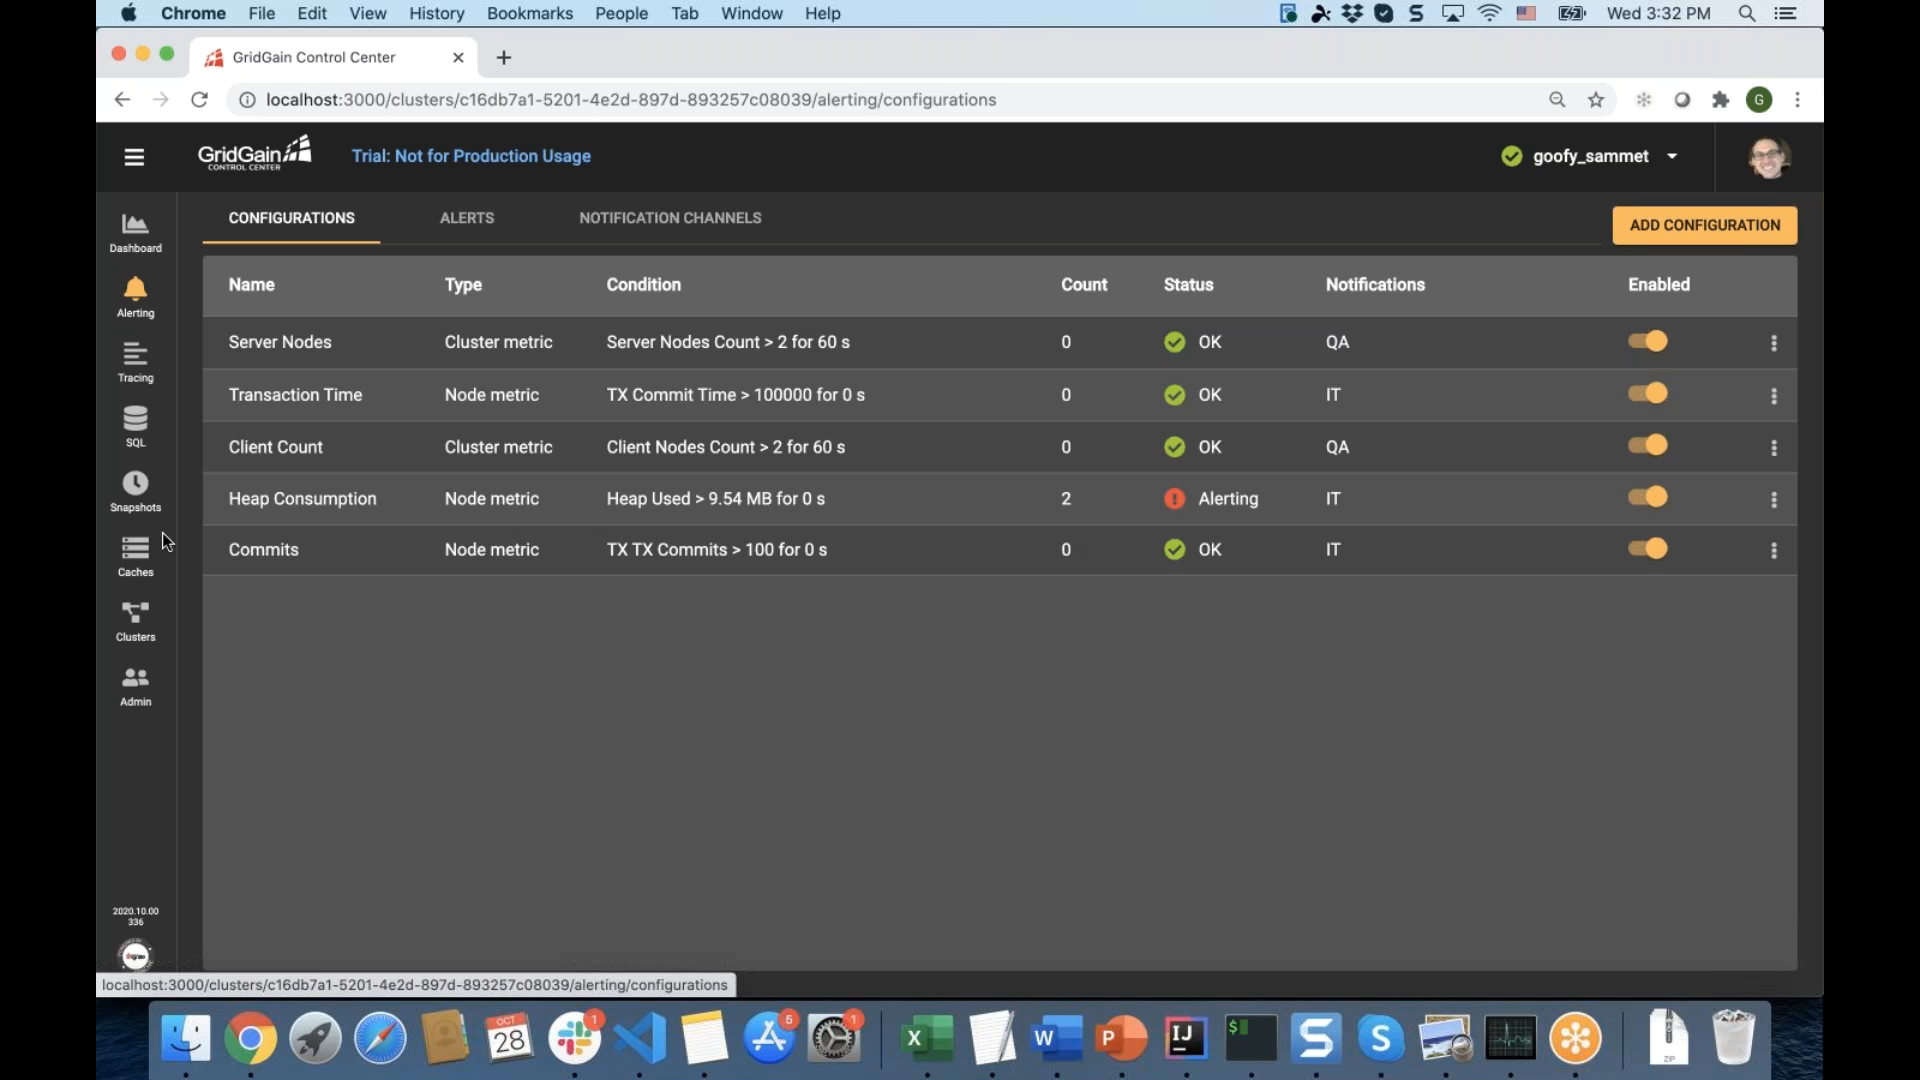 Chrome File Edit View History Bookmarks People Tab Window Help Wed 3:32 PM
GridGain Control Center
localhost:3000/clusters/c16db7a1-5201-4e2d-897d-893257c08039/alerting/configurations G
GridGain
CONTROL CENTER
Trial: Not for Production Usage
goofy_sammet
Dashboard
Alerting
Tracing
SQL
Snapshots
Caches
Clusters
Admin
2020.10.00
336
CONFIGURATIONS ALERTS NOTIFICATION CHANNELS ADD CONFIGURATION
Name Type Condition Count Status Notifications Enabled
Server Nodes Cluster metric Server Nodes Count > 2 for 60 s 0 OK QA
Transaction Time Node metric TX Commit Time > 100000 for 0 s 0 OK IT
Client Count Cluster metric Client Nodes Count > 2 for 60 s 0 OK QA
Heap Consumption Node metric Heap Used > 9.54 MB for 0 s 2 Alerting IT
Commits Node metric TX TX Commits > 100 for 0 s 0 OK IT
localhost:3000/clusters/c16db7a1-5201-4e2d-897d-893257c08039/alerting/configurations
OCT
28
1
5
1
X
W
P
IJ
$
S
S
ZIP